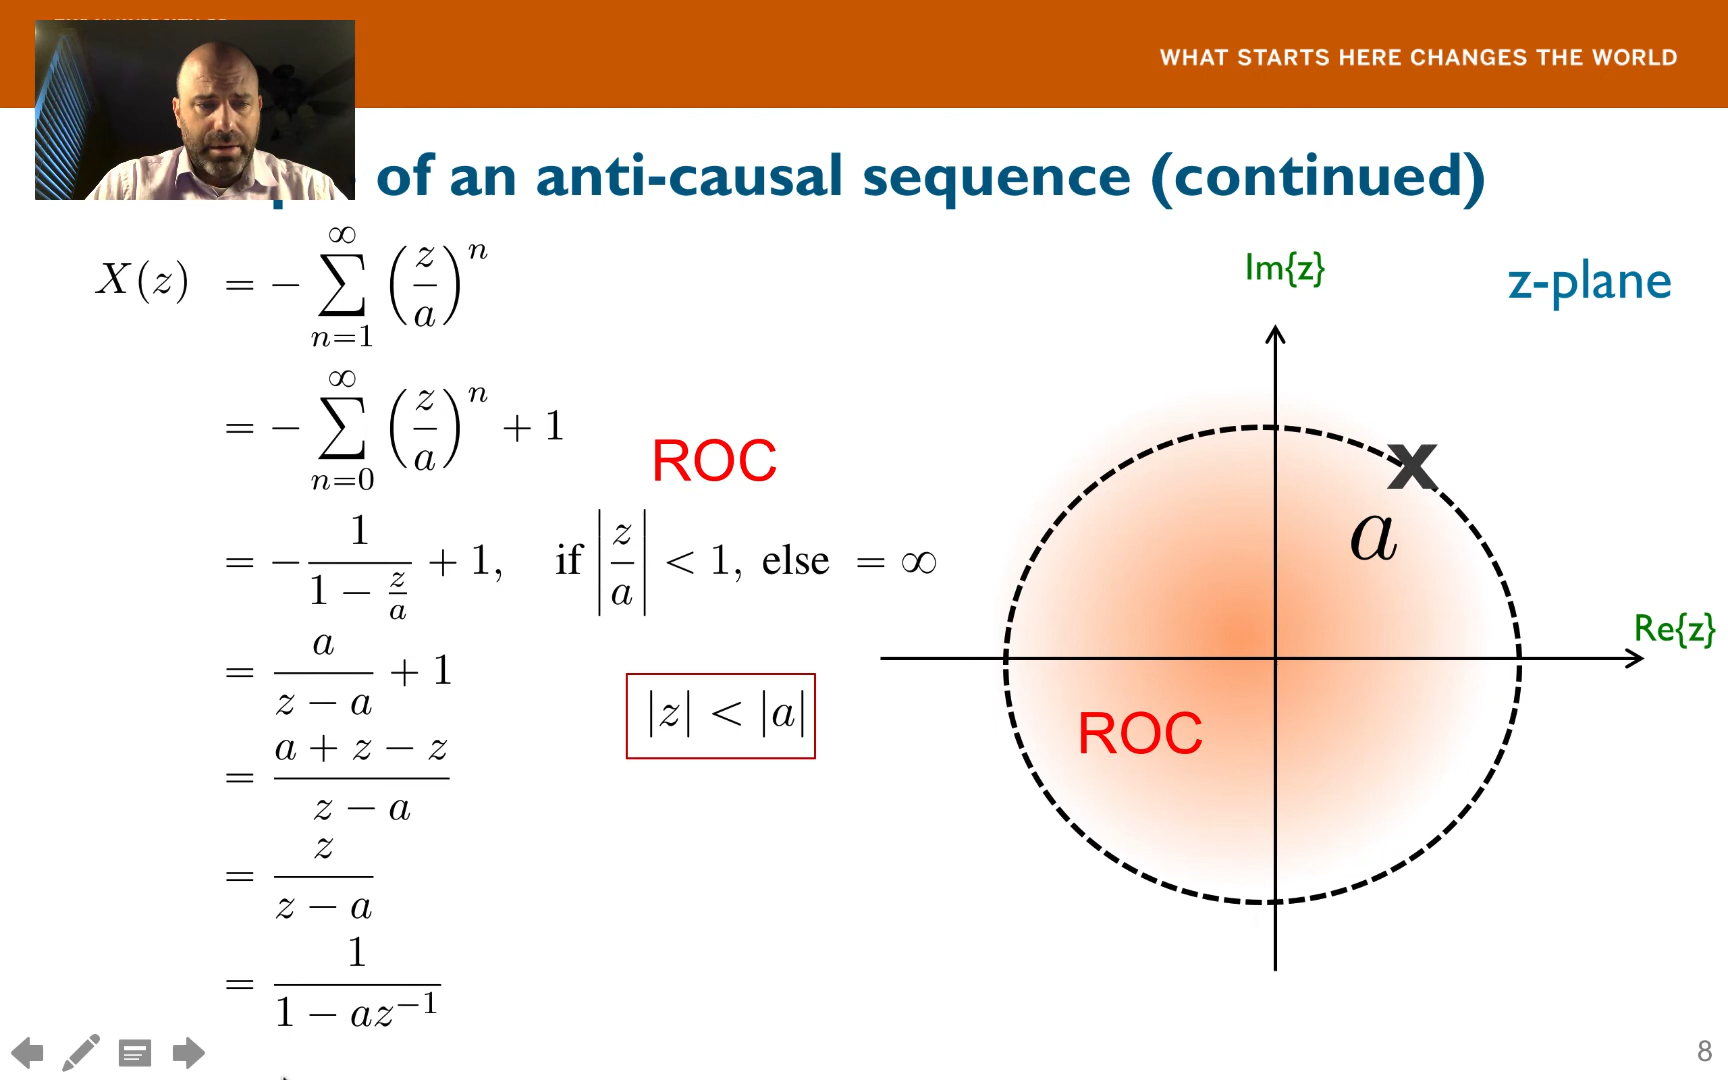 WHAT STARTS HERE CHANGES THE WORLD
of an anti-causal sequence (continued)
X(z) = − ∑_{n=1}^{∞} (z/a)^n
= − ∑_{n=0}^{∞} (z/a)^n + 1
ROC
= − 1/(1 − z/a) + 1, if |z/a| < 1, else = ∞
= a/(z − a) + 1
|z| < |a|
= (a + z − z)/(z − a)
= z/(z − a)
= 1/(1 − az^{−1})
Im{z}
z-plane
x
a
Re{z}
ROC
8